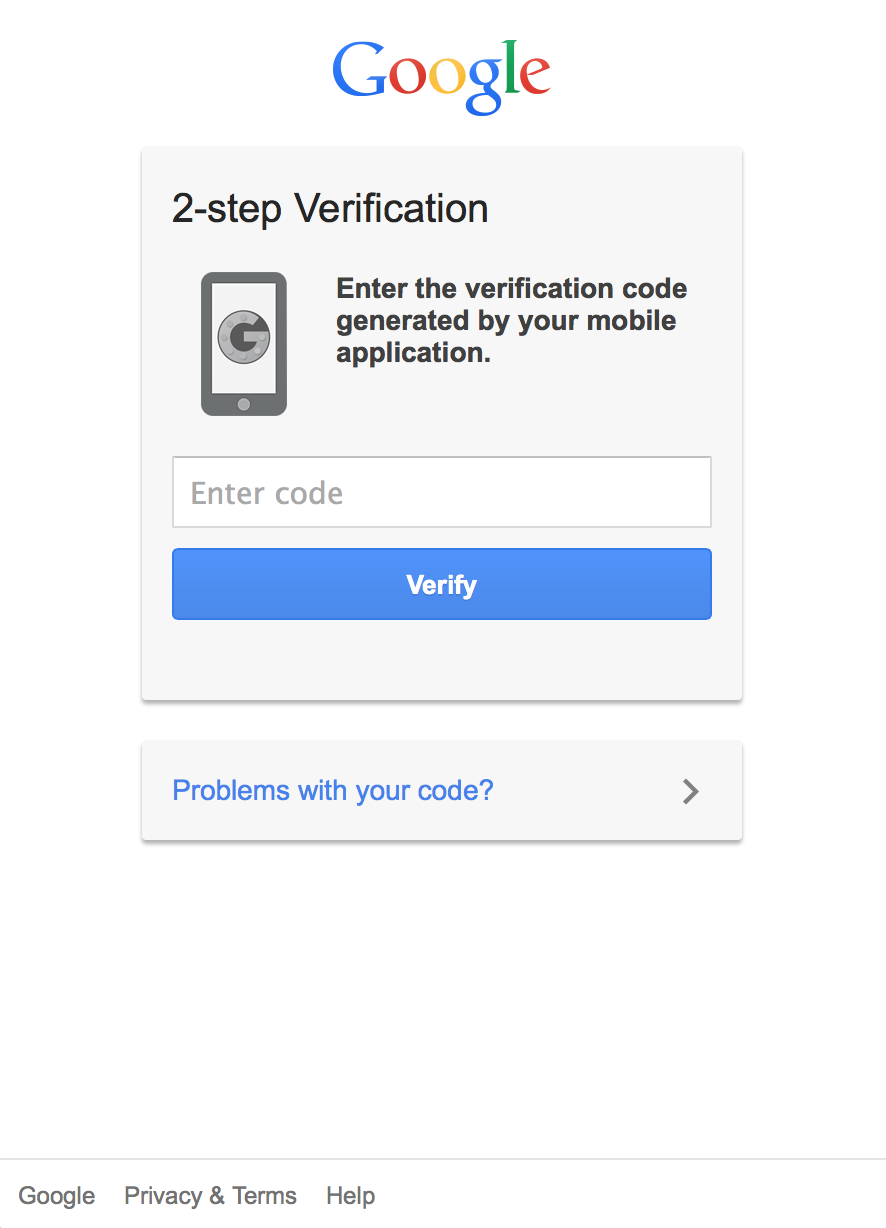 Google
2-step Verification
Enter the verification code
generated by your mobile
application.
Enter code
Verify
Problems with your code?
Google Privacy & Terms Help